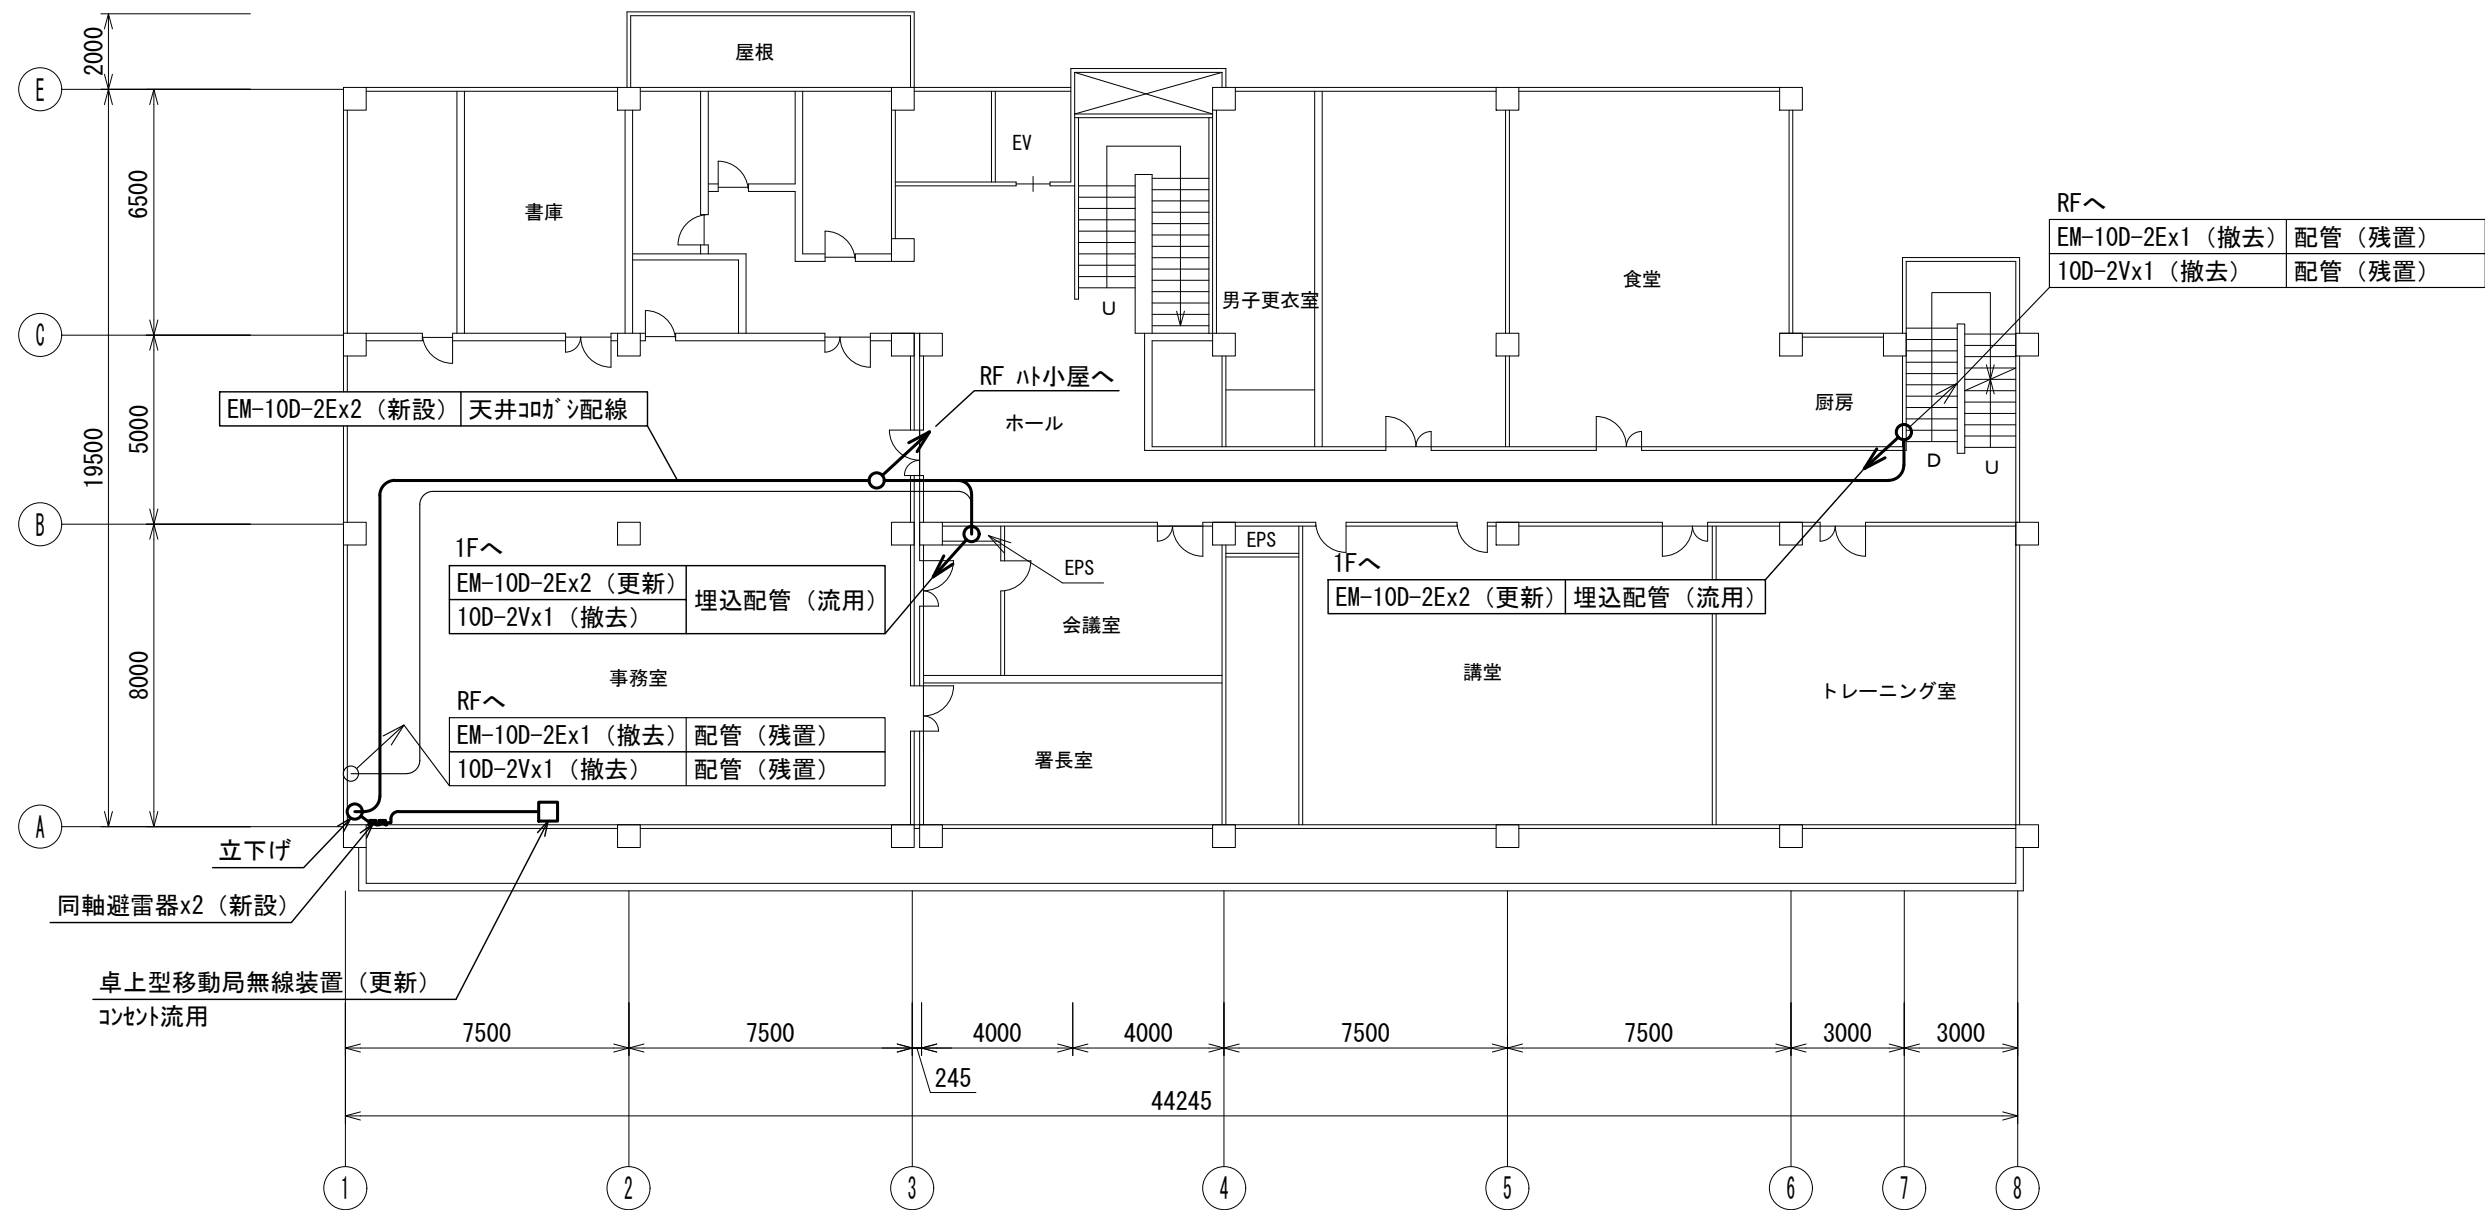 2000
屋根
E
EV
6500
書庫
RFへ
EM-10D-2Ex1（撤去） 配管（残置）
10D-2Vx1（撤去） 配管（残置）
食堂
男子更衣室
U
C
RF ﾊﾄ小屋へ
EM-10D-2Ex2（新設） 天井ｺﾛｶﾞｼ配線
ホール
厨房
5000
19500
D
U
B
1Fへ
EM-10D-2Ex2（更新） 埋込配管（流用）
10D-2Vx1（撤去）
EPS
EPS
1Fへ
EM-10D-2Ex2（更新） 埋込配管（流用）
会議室
8000
事務室
講堂
トレーニング室
RFへ
EM-10D-2Ex1（撤去） 配管（残置）
10D-2Vx1（撤去） 配管（残置）
署長室
A
立下げ
同軸避雷器x2（新設）
卓上型移動局無線装置（更新）
ｺﾝｾﾝﾄ流用
7500 7500 4000 4000 7500 7500 3000 3000
245
44245
1 2 3 4 5 6 7 8